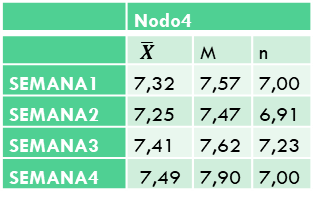 Nodo4
X̅ M n
SEMANA1 7,32 7,57 7,00
SEMANA2 7,25 7,47 6,91
SEMANA3 7,41 7,62 7,23
SEMANA4 7,49 7,90 7,00